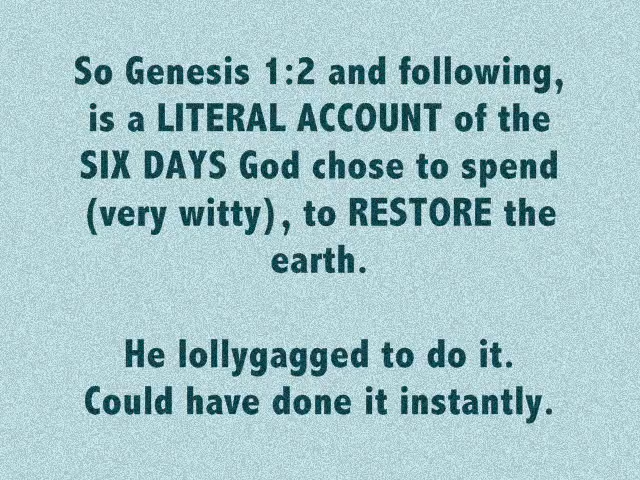 So Genesis 1:2 and following,
is a LITERAL ACCOUNT of the
SIX DAYS God chose to spend
(very witty), to RESTORE the
earth.
He lollygagged to do it.
Could have done it instantly.